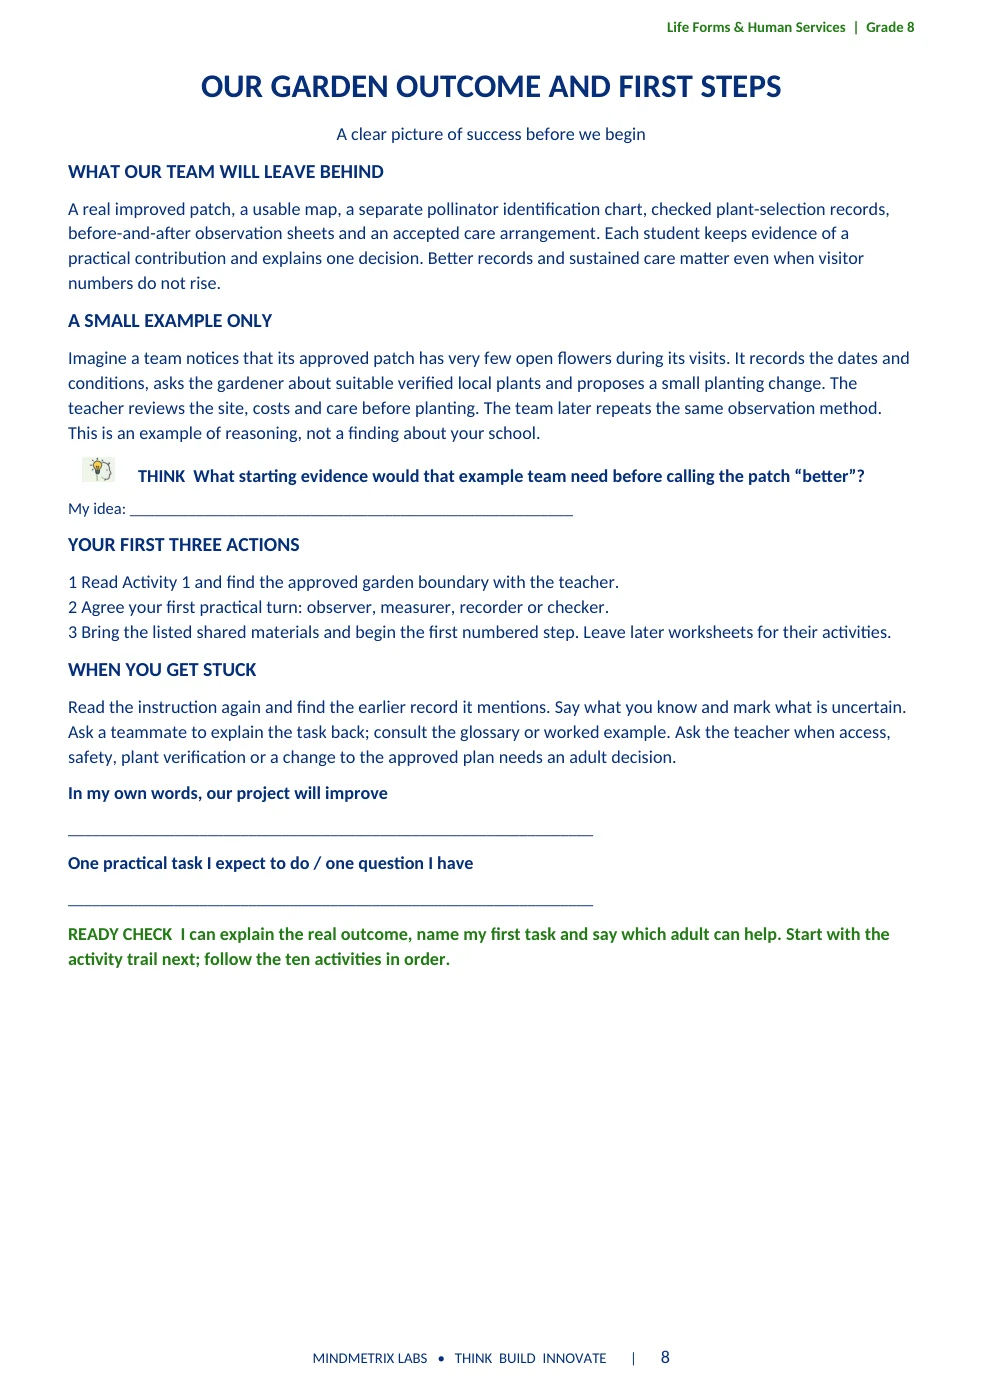 Life Forms & Human Services | Grade 8
OUR GARDEN OUTCOME AND FIRST STEPS
A clear picture of success before we begin
WHAT OUR TEAM WILL LEAVE BEHIND
A real improved patch, a usable map, a separate pollinator identification chart, checked plant-selection records,
before-and-after observation sheets and an accepted care arrangement. Each student keeps evidence of a
practical contribution and explains one decision. Better records and sustained care matter even when visitor
numbers do not rise.
A SMALL EXAMPLE ONLY
Imagine a team notices that its approved patch has very few open flowers during its visits. It records the dates and
conditions, asks the gardener about suitable verified local plants and proposes a small planting change. The
teacher reviews the site, costs and care before planting. The team later repeats the same observation method.
This is an example of reasoning, not a finding about your school.
THINK What starting evidence would that example team need before calling the patch “better”?
My idea: ______________________________________________________
YOUR FIRST THREE ACTIONS
1 Read Activity 1 and find the approved garden boundary with the teacher.
2 Agree your first practical turn: observer, measurer, recorder or checker.
3 Bring the listed shared materials and begin the first numbered step. Leave later worksheets for their activities.
WHEN YOU GET STUCK
Read the instruction again and find the earlier record it mentions. Say what you know and mark what is uncertain.
Ask a teammate to explain the task back; consult the glossary or worked example. Ask the teacher when access,
safety, plant verification or a change to the approved plan needs an adult decision.
In my own words, our project will improve
________________________________________________________________
One practical task I expect to do / one question I have
________________________________________________________________
READY CHECK I can explain the real outcome, name my first task and say which adult can help. Start with the
activity trail next; follow the ten activities in order.
MINDMETRIX LABS • THINK BUILD INNOVATE | 8